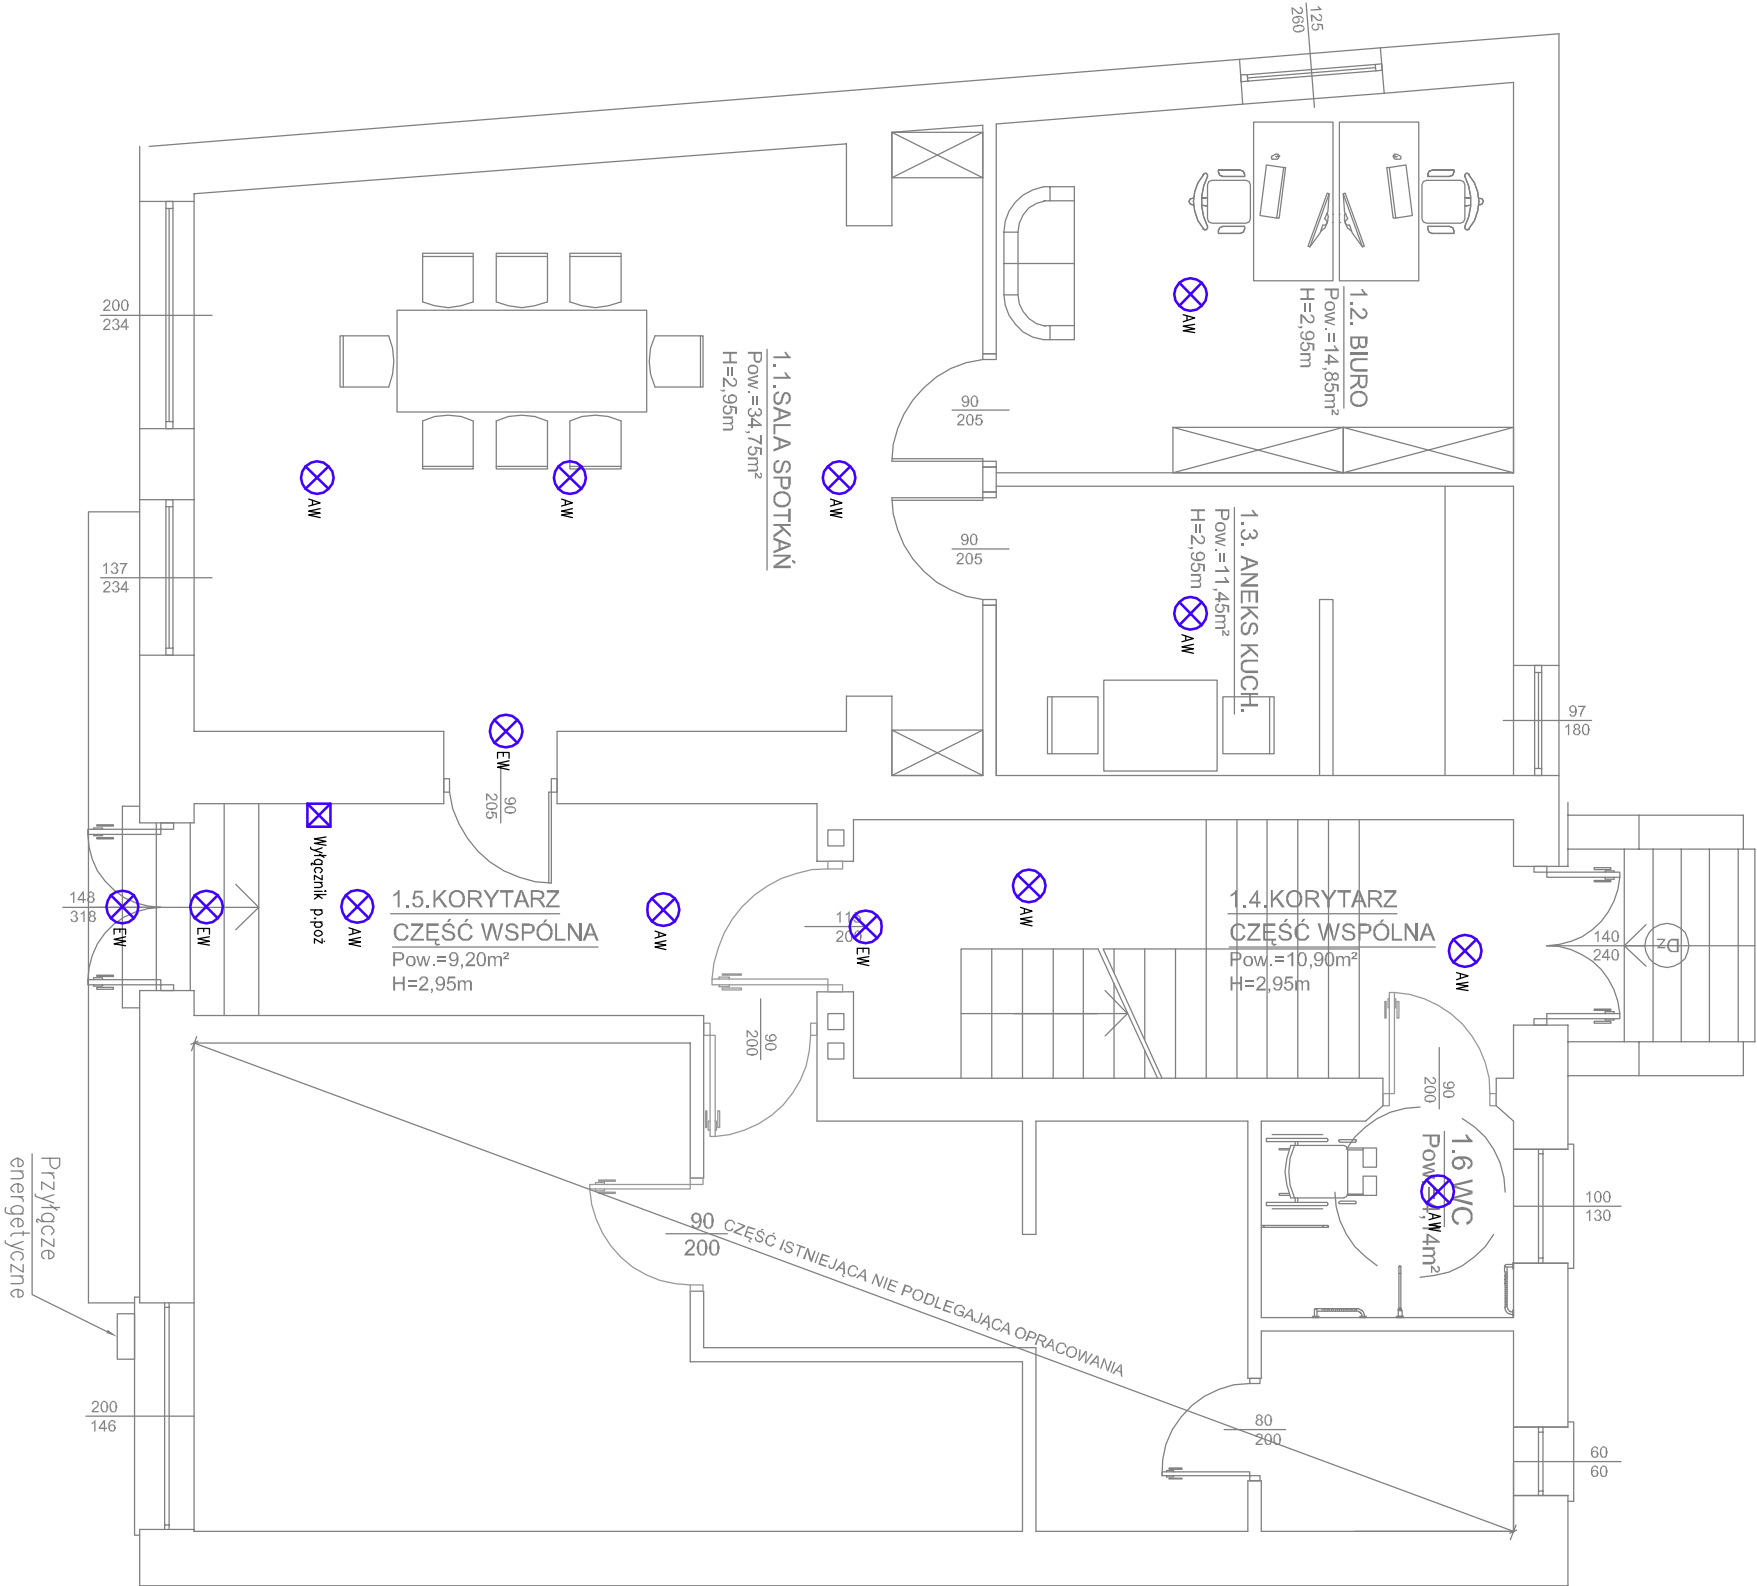 125
260
1.2. BIURO
Pow.=14,85m²
H=2,95m
AW
200
234
1.1.SALA SPOTKAŃ
Pow.=34,75m²
H=2,95m
90
205
AW
AW
AW
90
205
1.3. ANEKS KUCH.
Pow.=11,45m²
H=2,95m
AW
137
234
97
180
EW
90
205
Wyłącznik p.poż
148
318
EW
EW
AW
1.5.KORYTARZ
CZĘŚĆ WSPÓLNA
Pow.=9,20m²
H=2,95m
AW
200
EW
AW
1.4.KORYTARZ
CZĘŚĆ WSPÓLNA
Pow.=10,90m²
H=2,95m
AW
140
240
Dz
90
200
90
200
1.6 WC
AW
100
130
Przyłącze
energetyczne
90
200
CZĘŚĆ ISTNIEJĄCA NIE PODLEGAJĄCA OPRACOWANIA
200
146
80
200
60
60